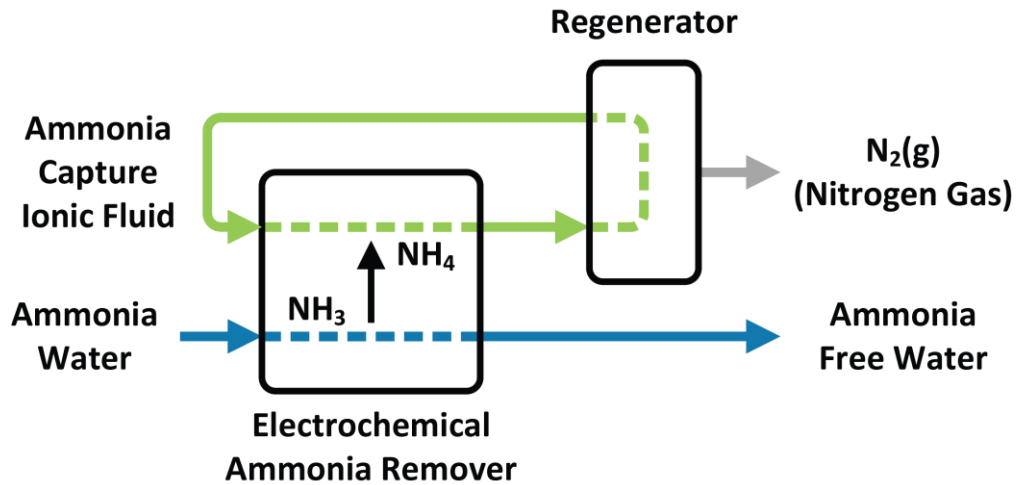 Regenerator
Ammonia
Capture
Ionic Fluid
N₂(g)
(Nitrogen Gas)
NH₄
NH₃
Ammonia
Water
Ammonia
Free Water
Electrochemical
Ammonia Remover